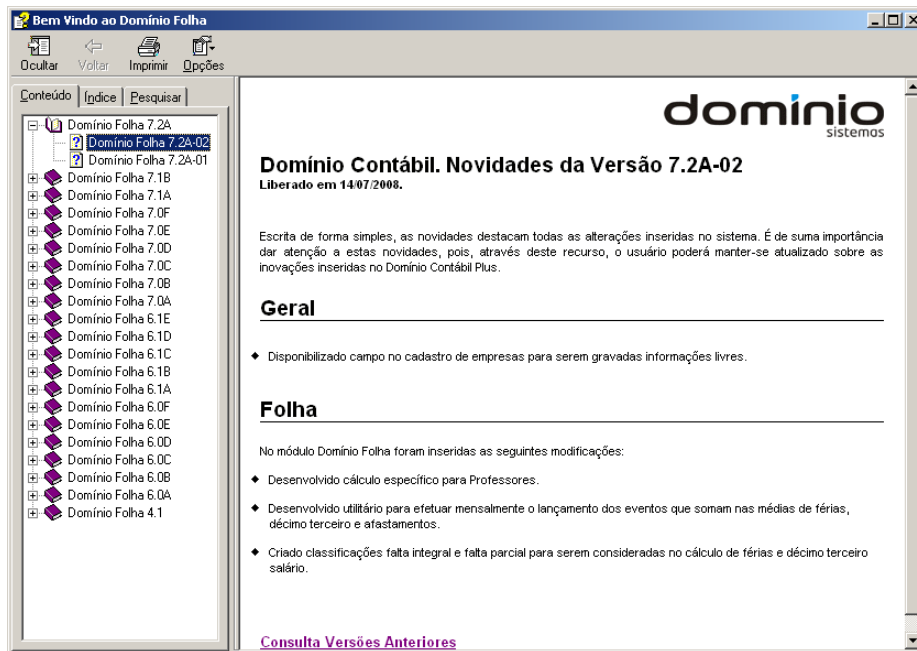 Bem Vindo ao Domínio Folha
Ocultar Voltar Imprimir Opções
Conteúdo Índice Pesquisar
Domínio Folha 7.2A
Domínio Folha 7.2A-02
Domínio Folha 7.2A-01
Domínio Folha 7.1B
Domínio Folha 7.1A
Domínio Folha 7.0F
Domínio Folha 7.0E
Domínio Folha 7.0D
Domínio Folha 7.0C
Domínio Folha 7.0B
Domínio Folha 7.0A
Domínio Folha 6.1E
Domínio Folha 6.1D
Domínio Folha 6.1C
Domínio Folha 6.1B
Domínio Folha 6.1A
Domínio Folha 6.0F
Domínio Folha 6.0E
Domínio Folha 6.0D
Domínio Folha 6.0C
Domínio Folha 6.0B
Domínio Folha 6.0A
Domínio Folha 4.1
domínio
sistemas
Domínio Contábil. Novidades da Versão 7.2A-02
Liberado em 14/07/2008.
Escrita de forma simples, as novidades destacam todas as alterações inseridas no sistema. É de suma importância
dar atenção a estas novidades, pois, através deste recurso, o usuário poderá manter-se atualizado sobre as
inovações inseridas no Domínio Contábil Plus.
Geral
◆ Disponibilizado campo no cadastro de empresas para serem gravadas informações livres.
Folha
No módulo Domínio Folha foram inseridas as seguintes modificações:
◆ Desenvolvido cálculo específico para Professores.
◆ Desenvolvido utilitário para efetuar mensalmente o lançamento dos eventos que somam nas médias de férias,
décimo terceiro e afastamentos.
◆ Criado classificações falta integral e falta parcial para serem consideradas no cálculo de férias e décimo terceiro
salário.
Consulta Versões Anteriores